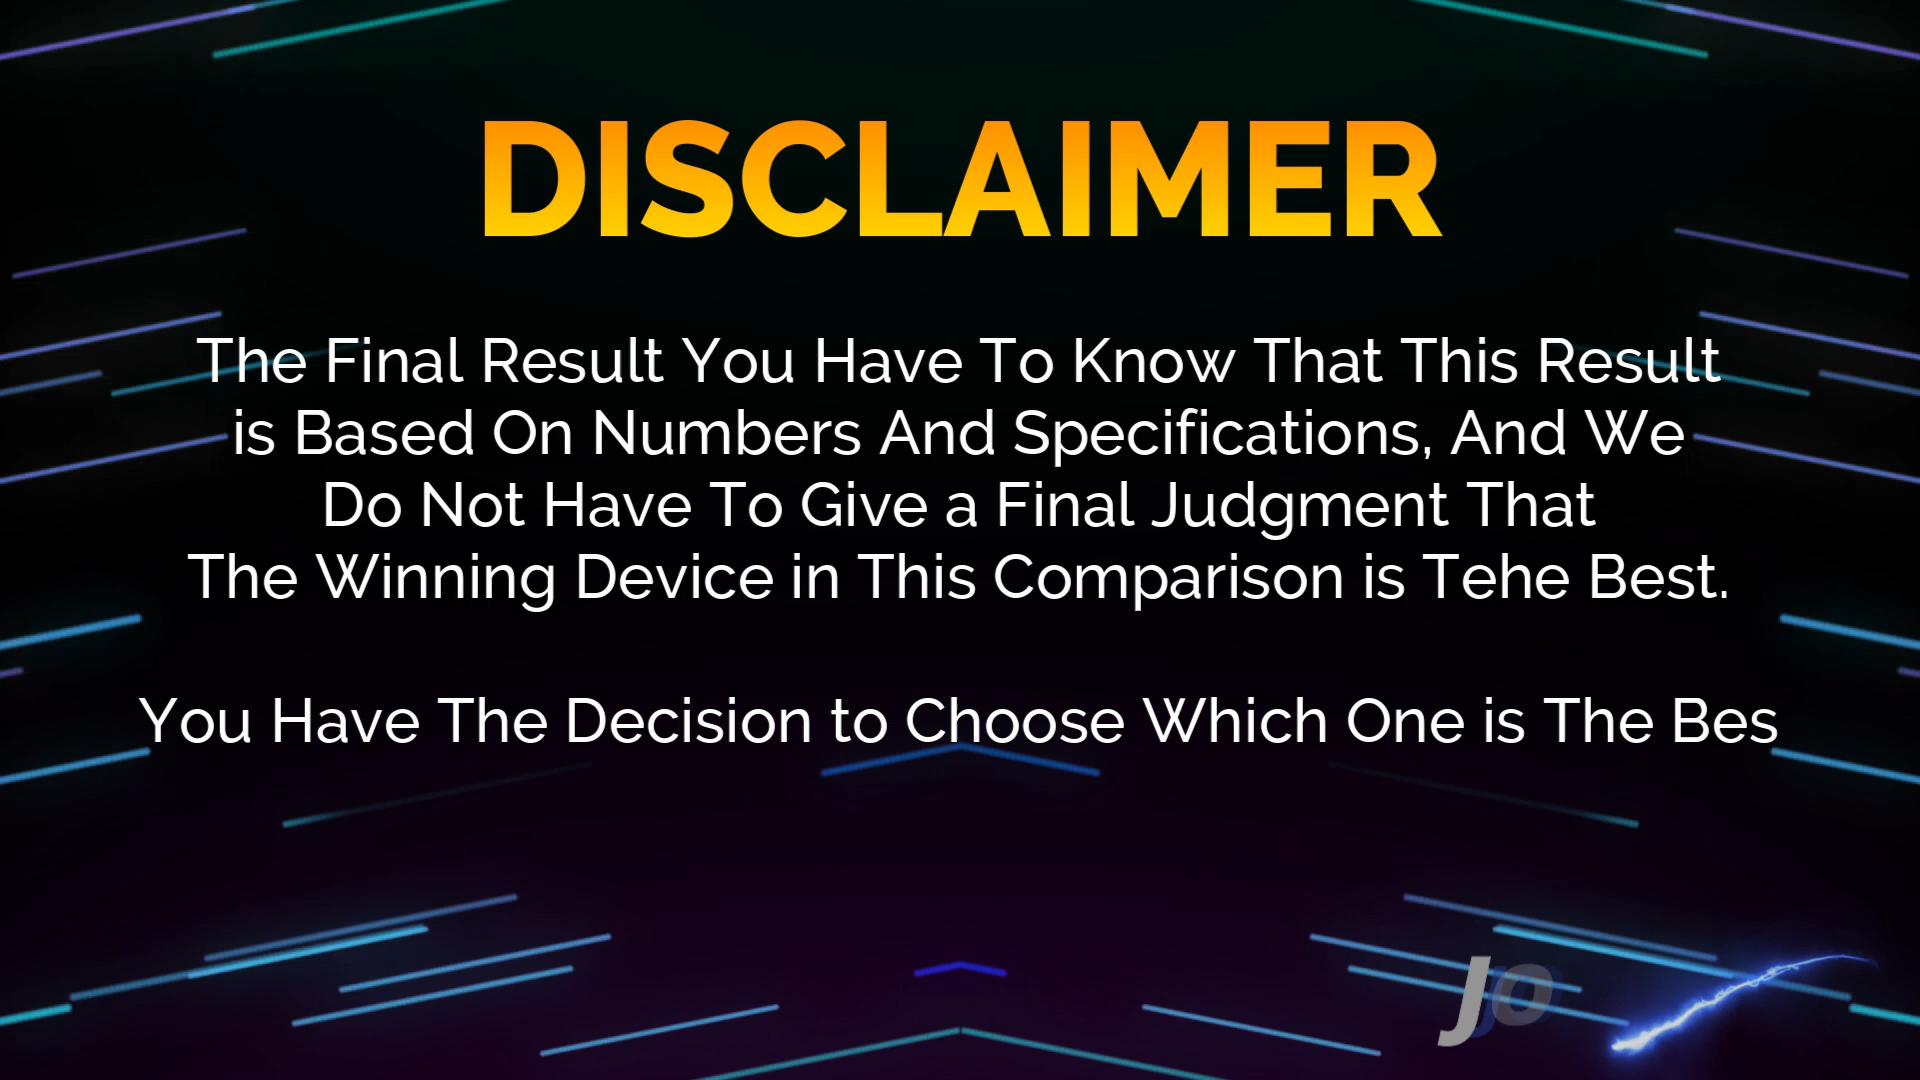 DISCLAIMER
The Final Result You Have To Know That This Result
is Based On Numbers And Specifications, And We
Do Not Have To Give a Final Judgment That
The Winning Device in This Comparison is Tehe Best.
You Have The Decision to Choose Which One is The Bes
Jo